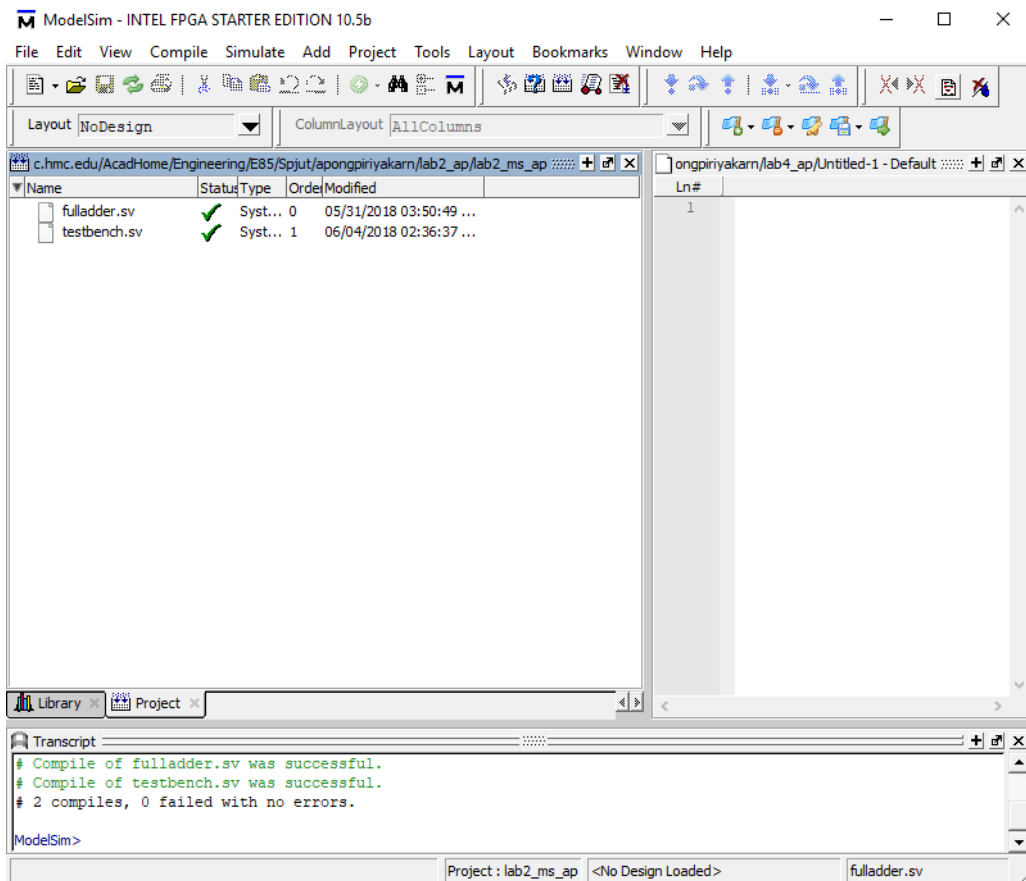 ModelSim - INTEL FPGA STARTER EDITION 10.5b
File Edit View Compile Simulate Add Project Tools Layout Bookmarks Window Help
Layout NoDesign
ColumnLayout AllColumns
c.hmc.edu/AcadHome/Engineering/E85/Spjut/apongpiriyakarn/lab2_ap/lab2_ms_ap
Name Status Type Order Modified
fulladder.sv Syst... 0 05/31/2018 03:50:49 ...
testbench.sv Syst... 1 06/04/2018 02:36:37 ...
ongpiriyakarn/lab4_ap/Untitled-1 - Default
Ln#
1
Library Project
Transcript
# Compile of fulladder.sv was successful.
# Compile of testbench.sv was successful.
# 2 compiles, 0 failed with no errors.
ModelSim>
Project : lab2_ms_ap <No Design Loaded> fulladder.sv